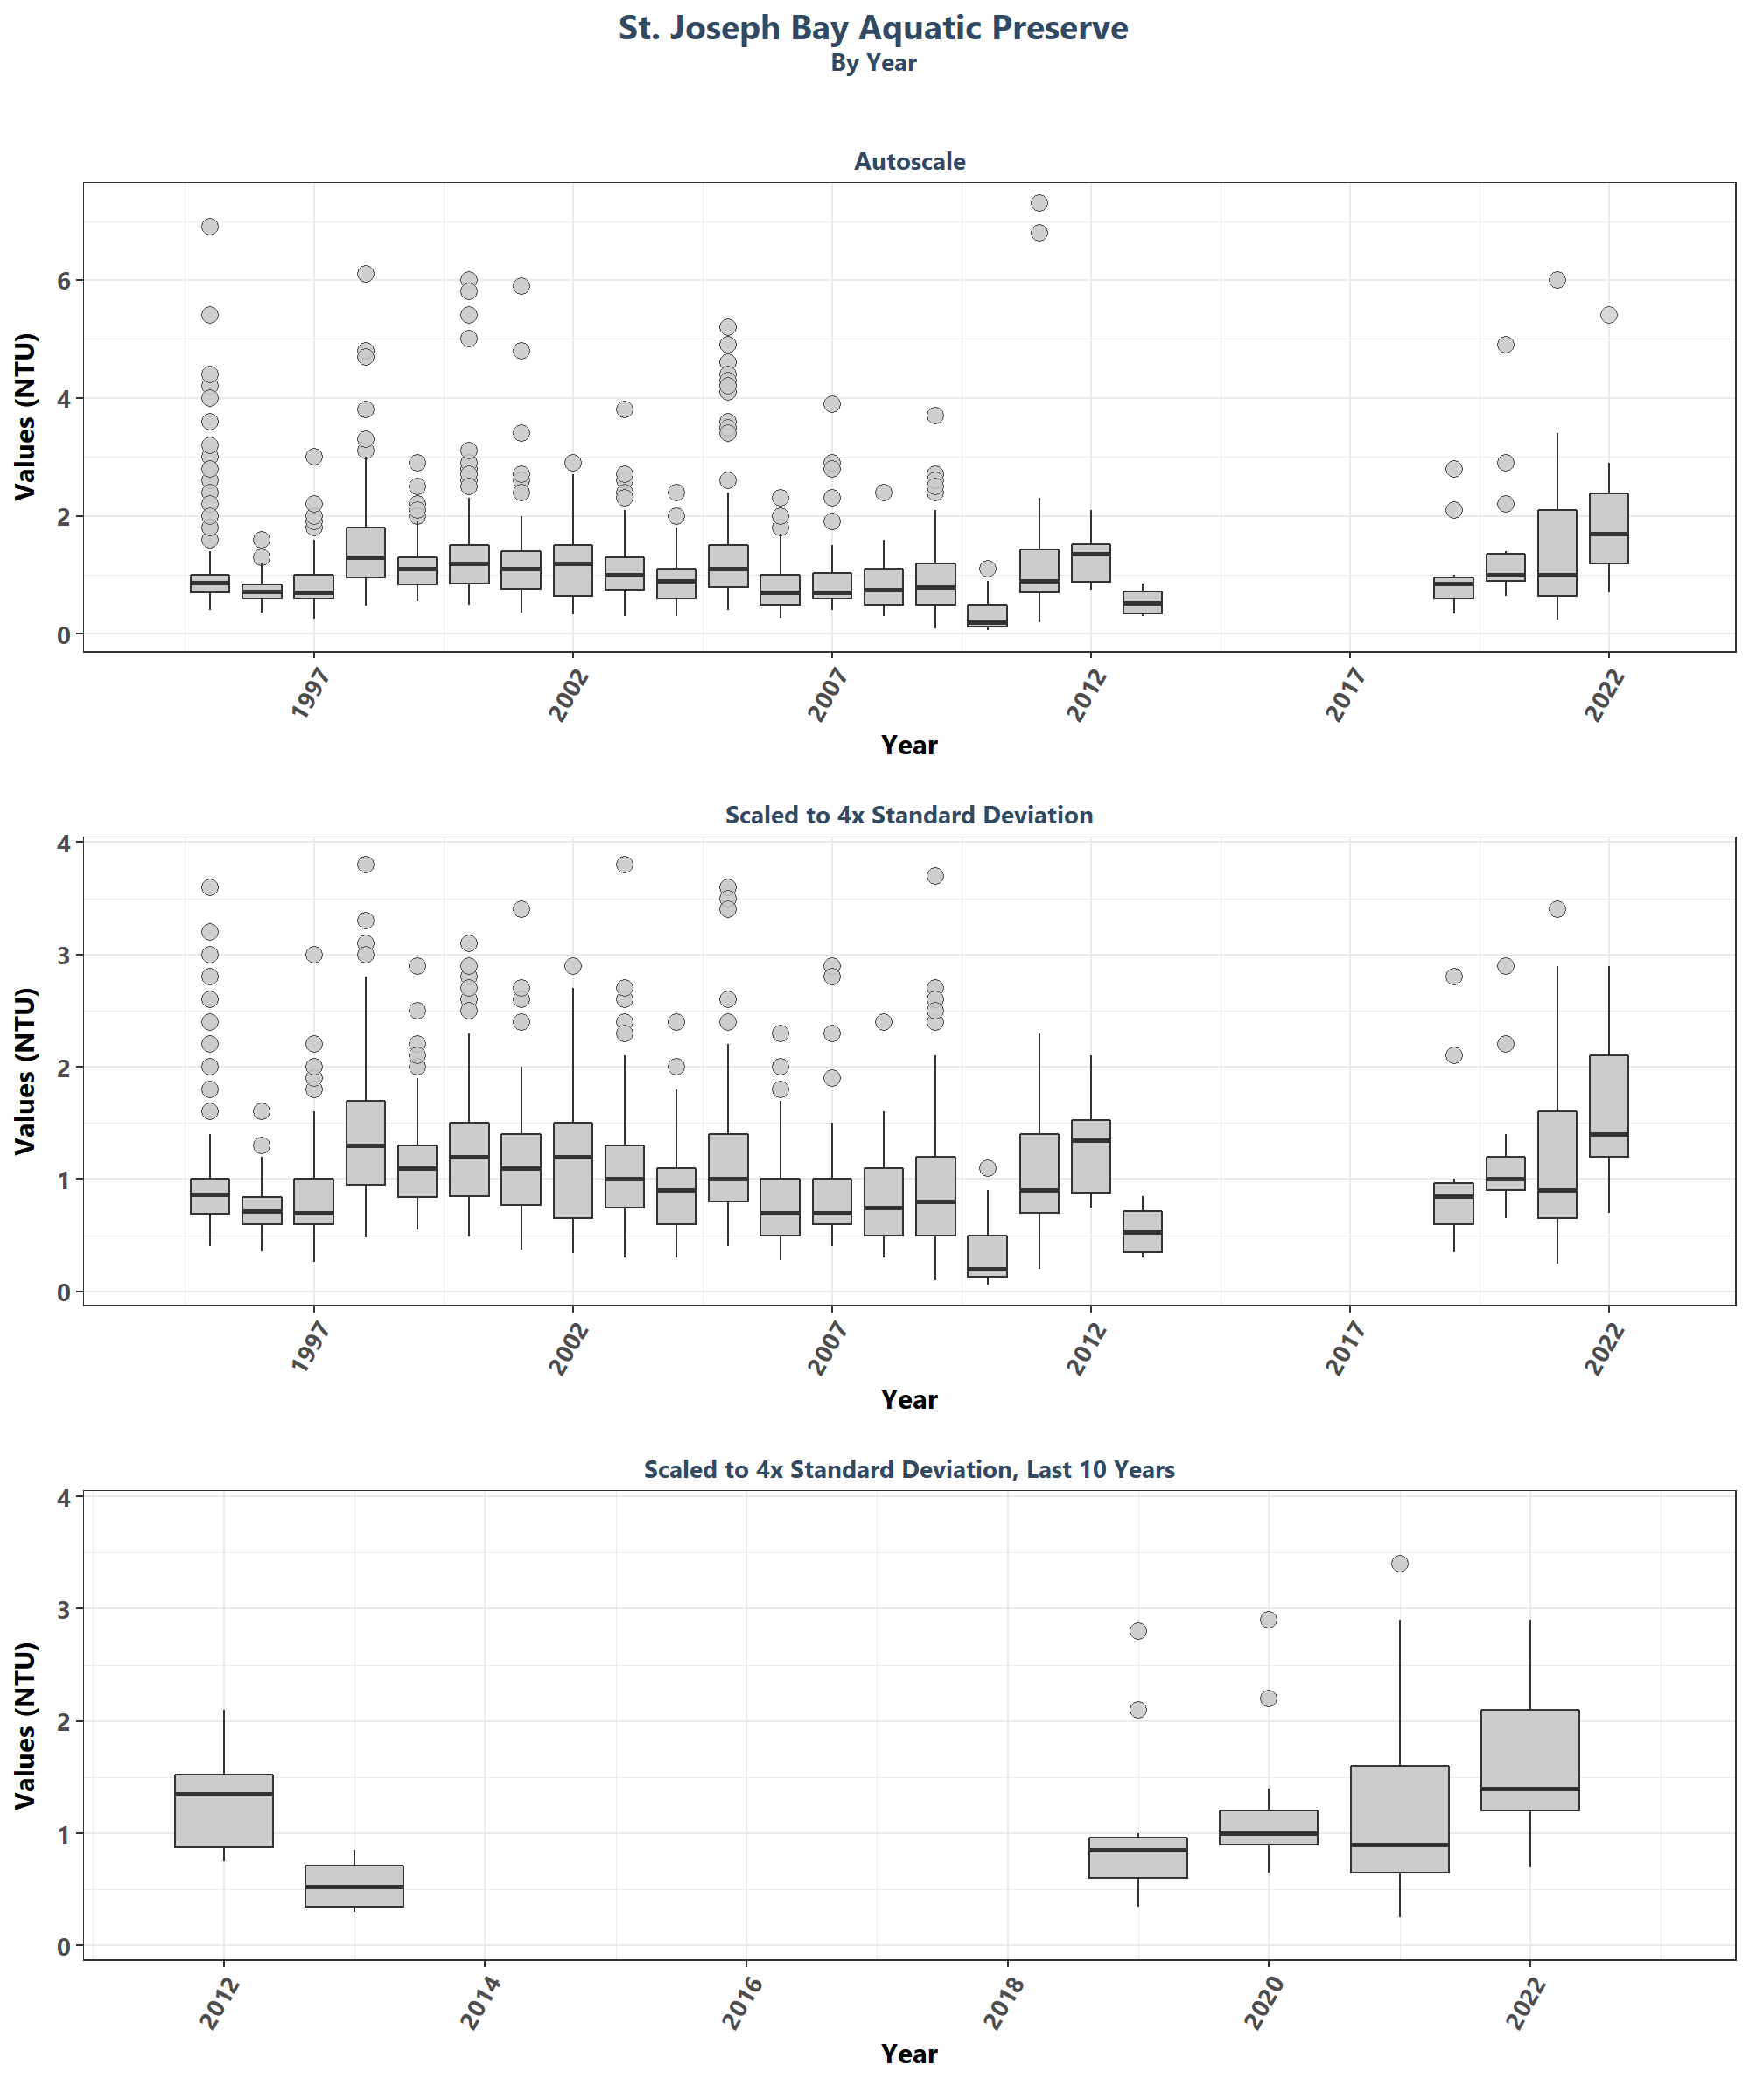 St. Joseph Bay Aquatic Preserve
By Year
Autoscale
Values (NTU)
6
4
2
0
1997 2002 2007 2012 2017 2022
Year
Scaled to 4x Standard Deviation
Values (NTU)
4
3
2
1
0
1997 2002 2007 2012 2017 2022
Year
Scaled to 4x Standard Deviation, Last 10 Years
Values (NTU)
4
3
2
1
0
2012 2014 2016 2018 2020 2022
Year